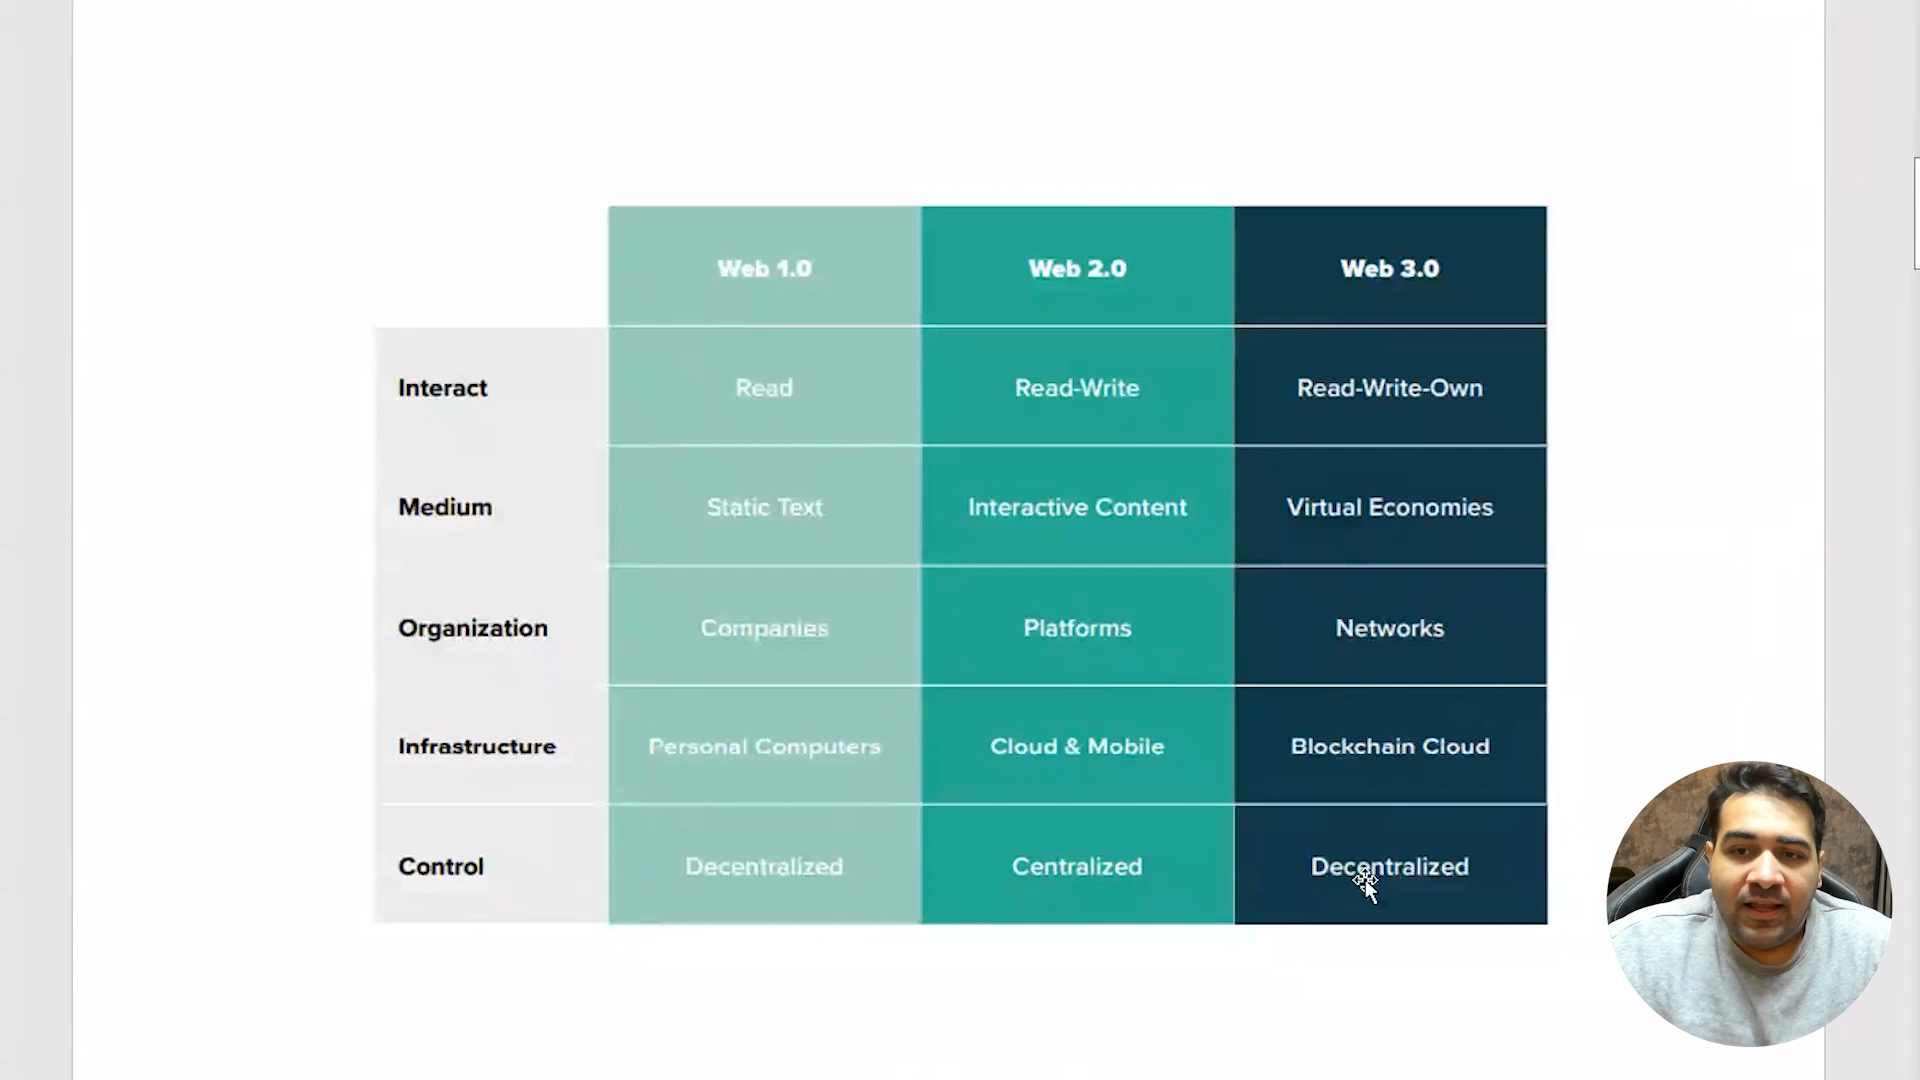 Web 1.0 Web 2.0 Web 3.0
Interact Read Read-Write Read-Write-Own
Medium Static Text Interactive Content Virtual Economies
Organization Companies Platforms Networks
Infrastructure Personal Computers Cloud & Mobile Blockchain Cloud
Control Decentralized Centralized Decentralized